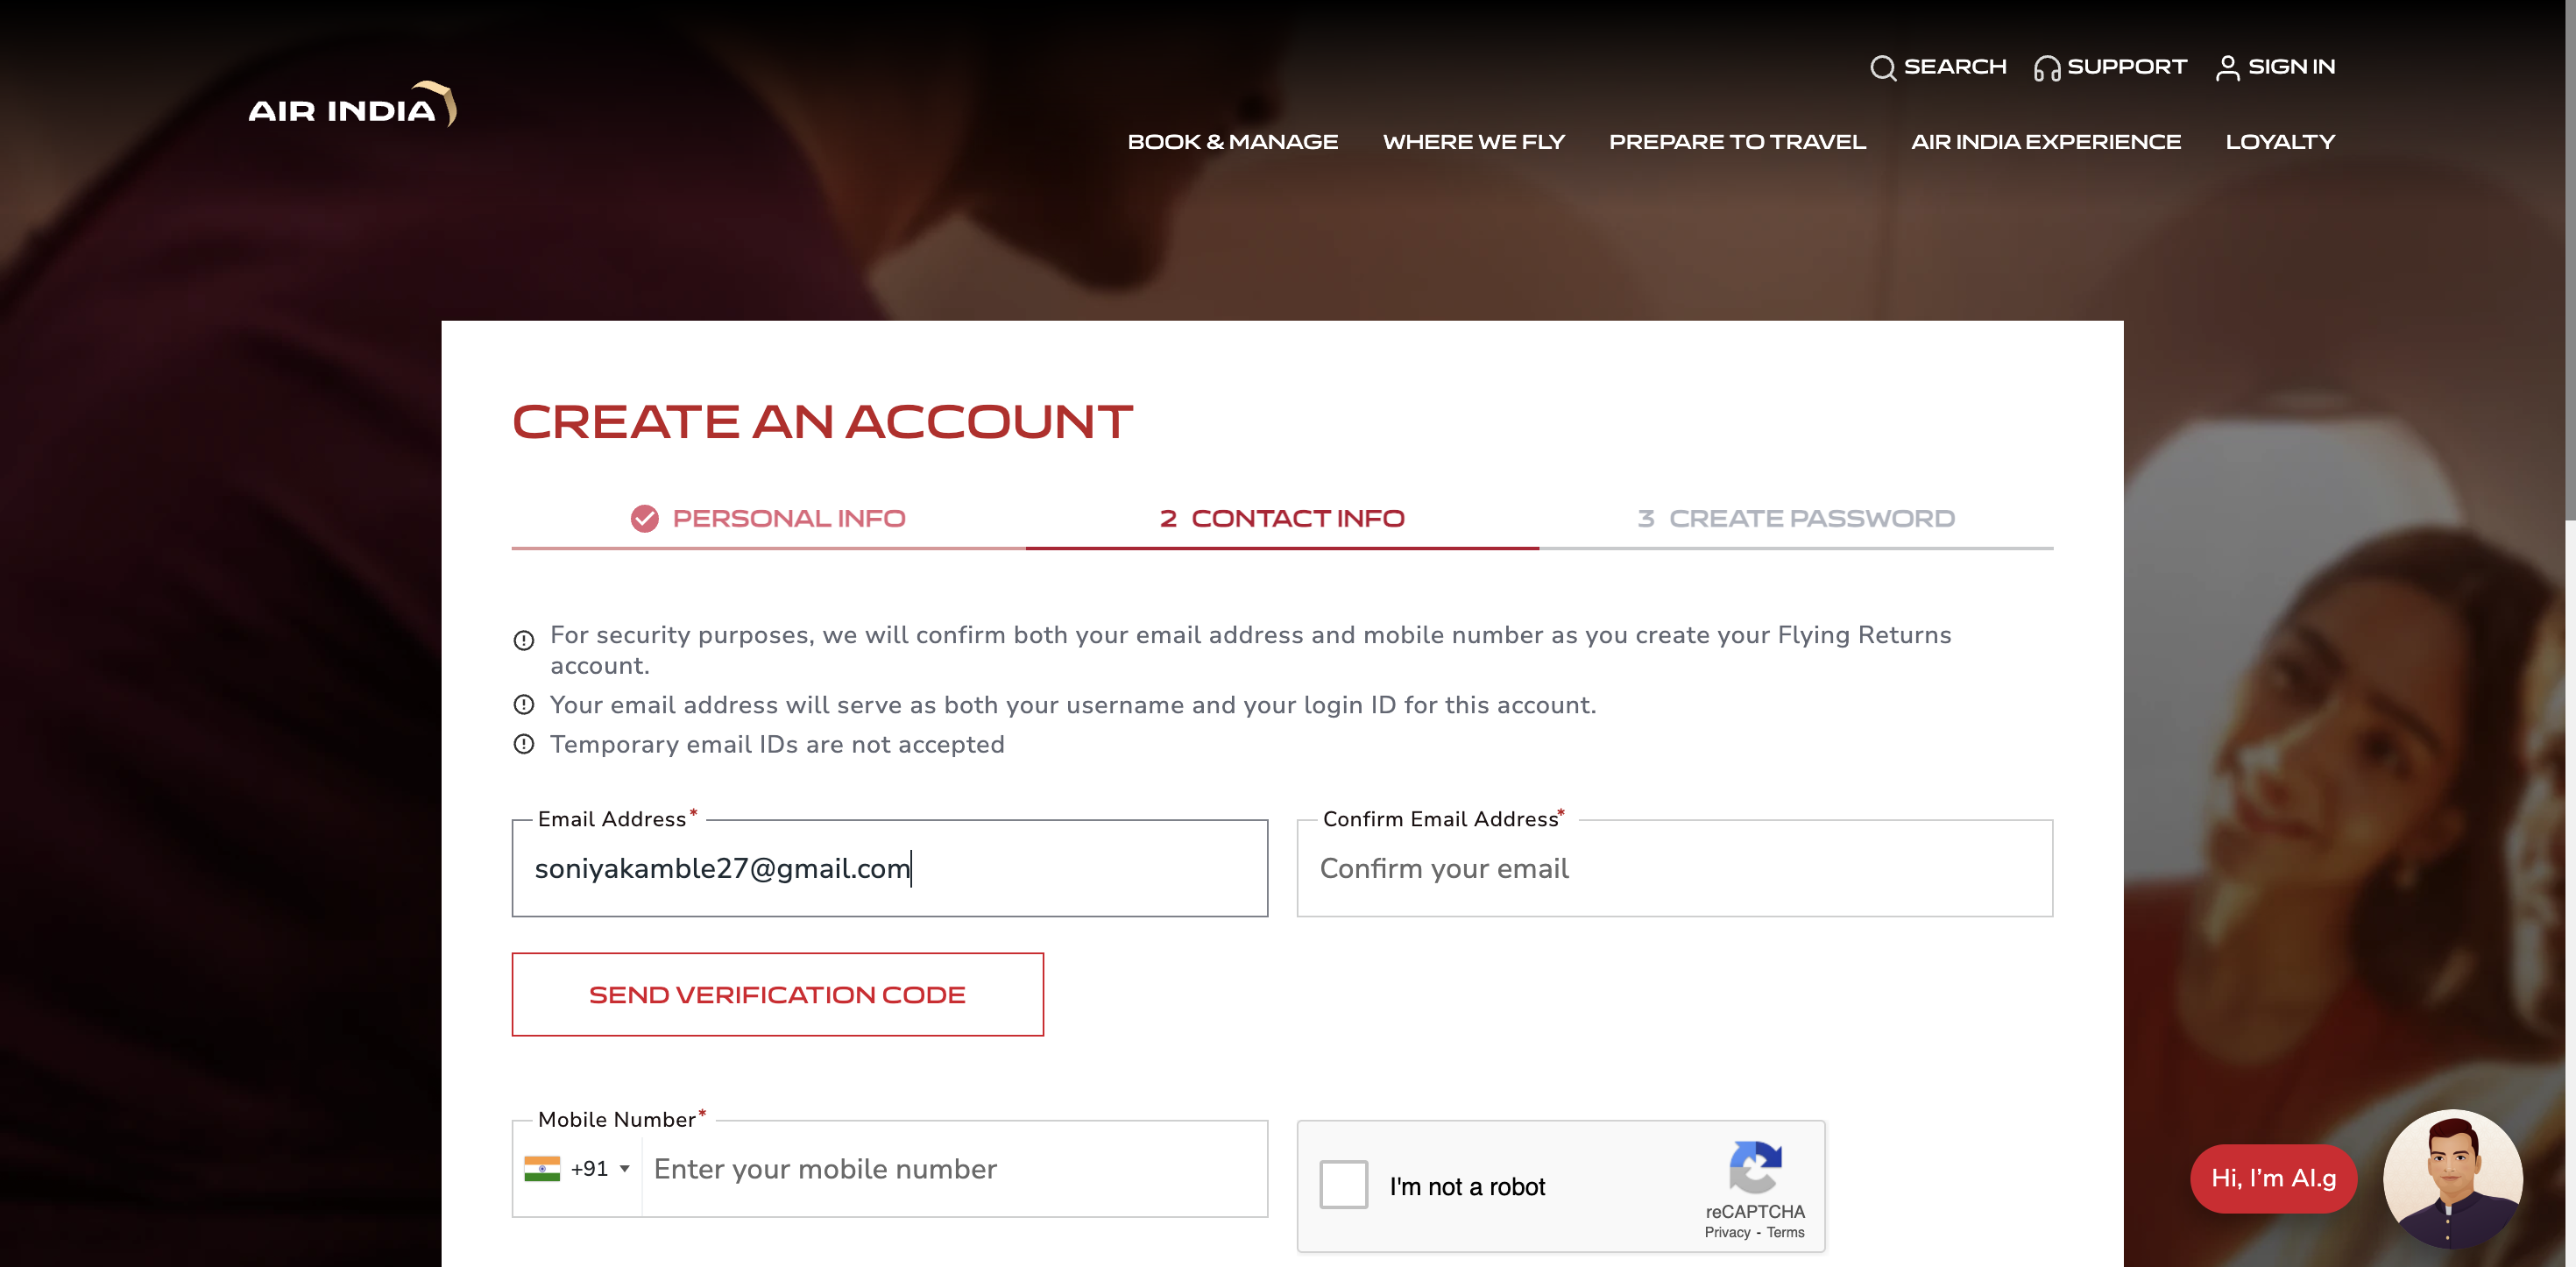 SEARCH SUPPORT SIGN IN
AIR INDIA
BOOK & MANAGE WHERE WE FLY PREPARE TO TRAVEL AIR INDIA EXPERIENCE LOYALTY
CREATE AN ACCOUNT
PERSONAL INFO 2 CONTACT INFO 3 CREATE PASSWORD
For security purposes, we will confirm both your email address and mobile number as you create your Flying Returns
account.
Your email address will serve as both your username and your login ID for this account.
Temporary email IDs are not accepted
Email Address* Confirm Email Address*
soniyakamble27@gmail.com Confirm your email
SEND VERIFICATION CODE
Mobile Number*
+91 Enter your mobile number
I'm not a robot
reCAPTCHA
Privacy - Terms
Hi, I'm AI.g